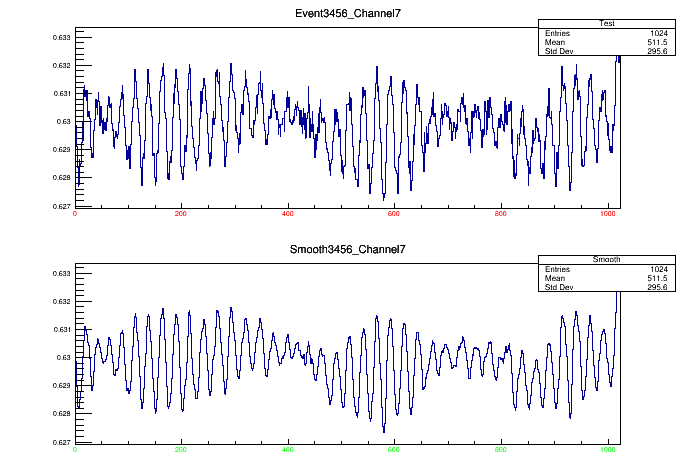 Event3456_Channel7
Test
Entries 1024
Mean 511.5
Std Dev 295.6
0.633
0.632
0.631
0.63
0.629
0.628
0.627
0 200 400 600 800 1000
Smooth3456_Channel7
Smooth
Entries 1024
Mean 511.5
Std Dev 295.6
0.633
0.632
0.631
0.63
0.629
0.628
0.627
0 200 400 600 800 1000